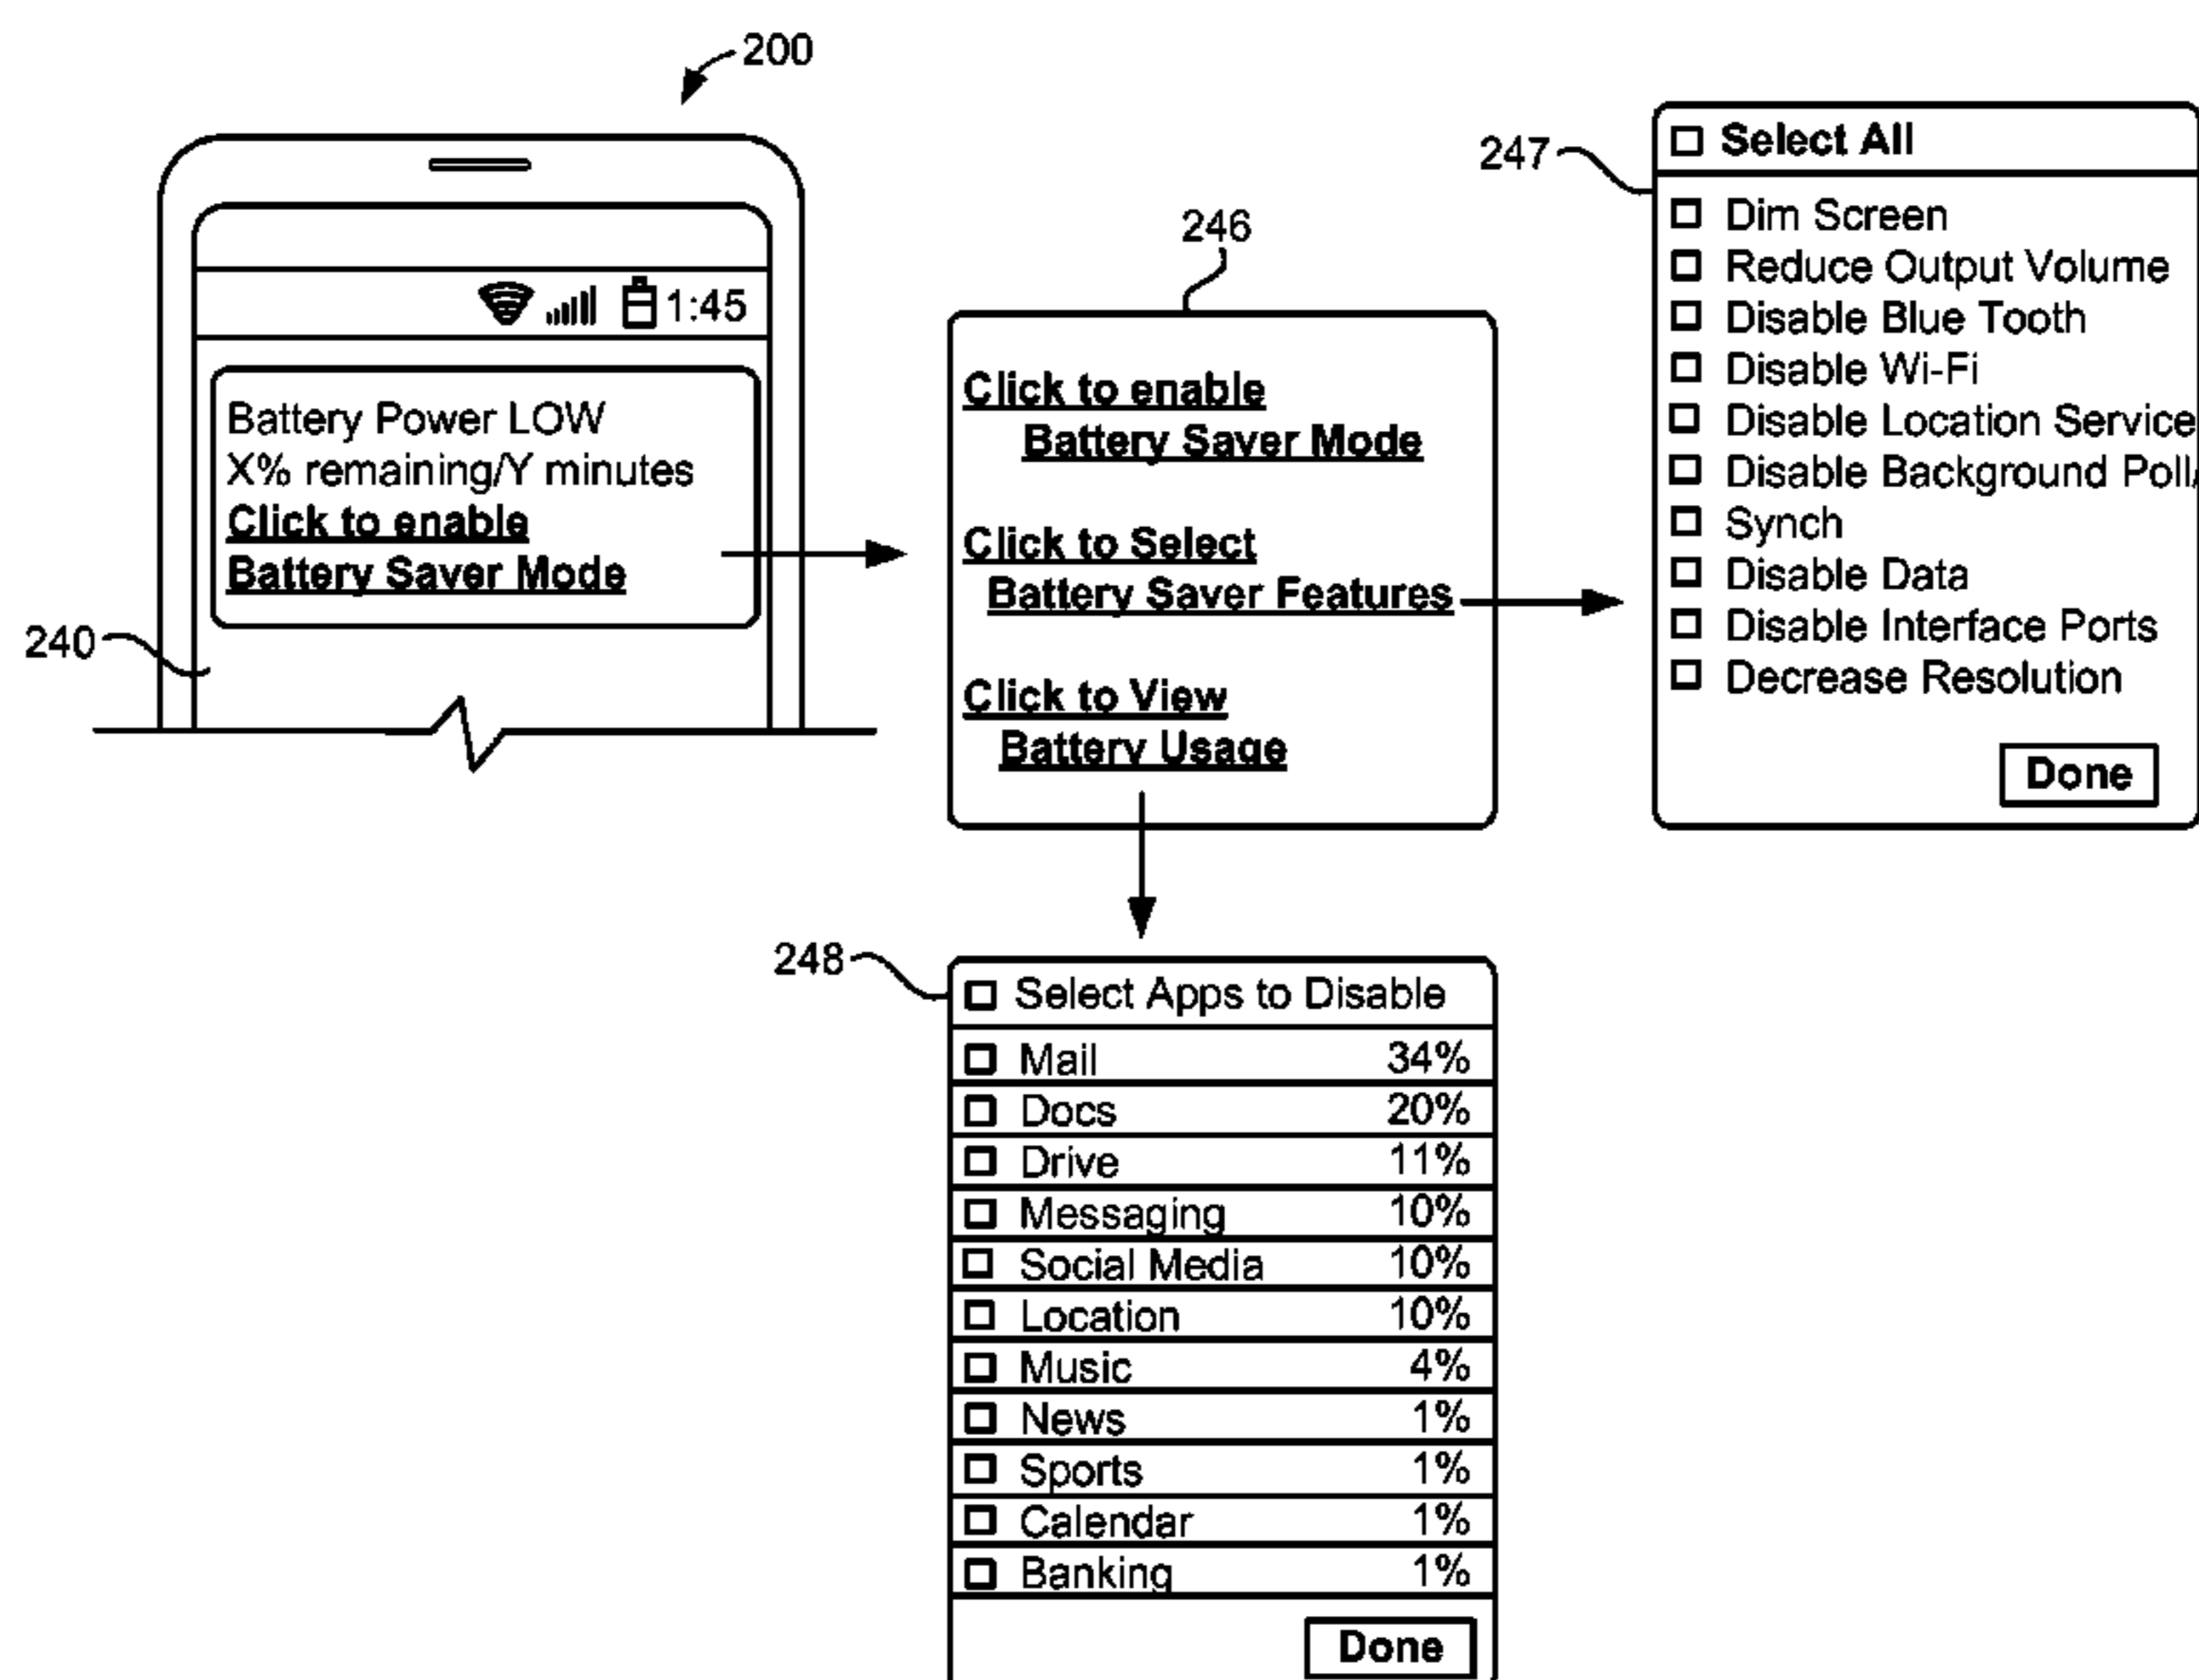 200
1:45
Battery Power LOW
X% remaining/Y minutes
Click to enable
Battery Saver Mode
240
246
Click to enable
Battery Saver Mode
Click to Select
Battery Saver Features
Click to View
Battery Usage
247
Select All
Dim Screen
Reduce Output Volume
Disable Blue Tooth
Disable Wi-Fi
Disable Location Service
Disable Background Poll
Synch
Disable Data
Disable Interface Ports
Decrease Resolution
Done
248
Select Apps to Disable
Mail 34%
Docs 20%
Drive 11%
Messaging 10%
Social Media 10%
Location 10%
Music 4%
News 1%
Sports 1%
Calendar 1%
Banking 1%
Done